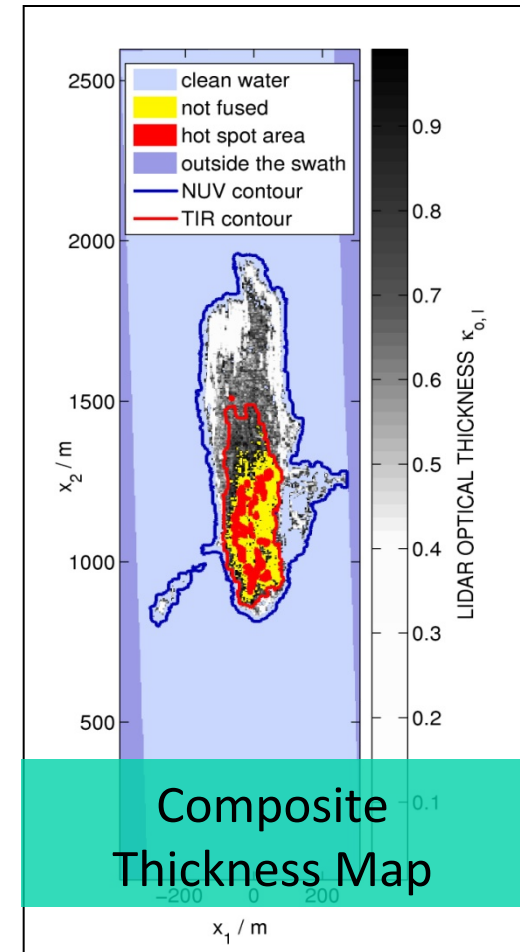 2500
clean water
not fused
hot spot area
outside the swath
NUV contour
TIR contour
2000
1500
1000
500
x2 / m
0.9
0.8
0.7
0.6
0.5
0.4
0.3
0.2
0.1
LIDAR OPTICAL THICKNESS κo, l
Composite
Thickness Map
−200 0 200
x1 / m